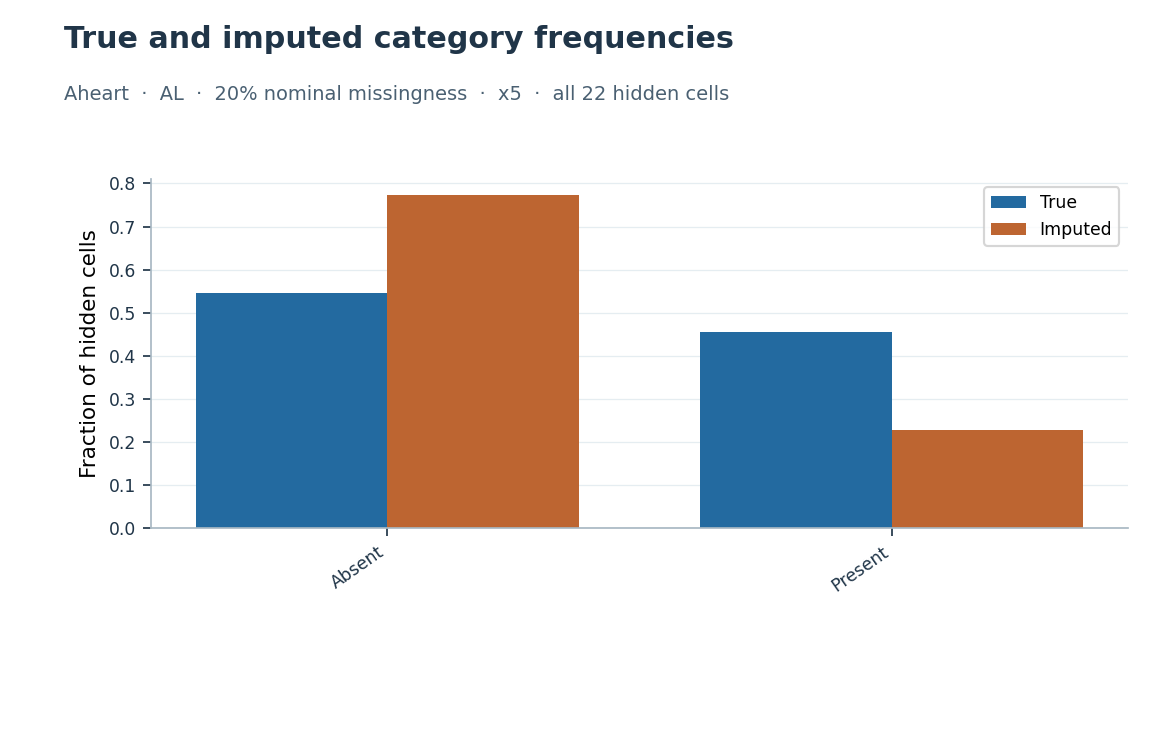 True and imputed category frequencies
Aheart · AL · 20% nominal missingness · x5 · all 22 hidden cells
Fraction of hidden cells
0.8
0.7
0.6
0.5
0.4
0.3
0.2
0.1
0.0
True
Imputed
Absent
Present